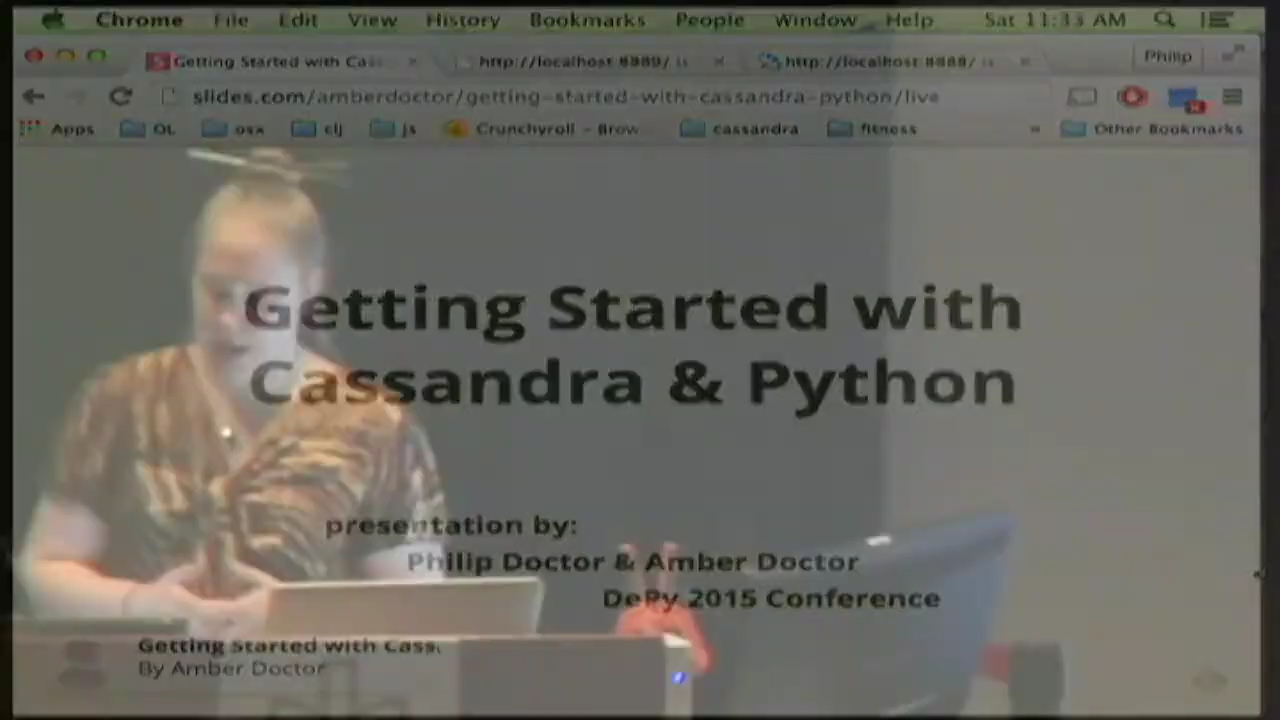 Chrome File Edit View History Bookmarks People Window Help Sat 11:33 AM
Getting Started with Cass http://localhost:8889/ http://localhost:8888/ Philip
slides.com/amberdoctor/getting-started-with-cassandra-python/live
Apps OL osx clj js Crunchyroll - Brow cassandra fitness » Other Bookmarks
Getting Started with
Cassandra & Python
presentation by:
Philip Doctor & Amber Doctor
DePy 2015 Conference
Getting Started with Cass.
By Amber Doctor